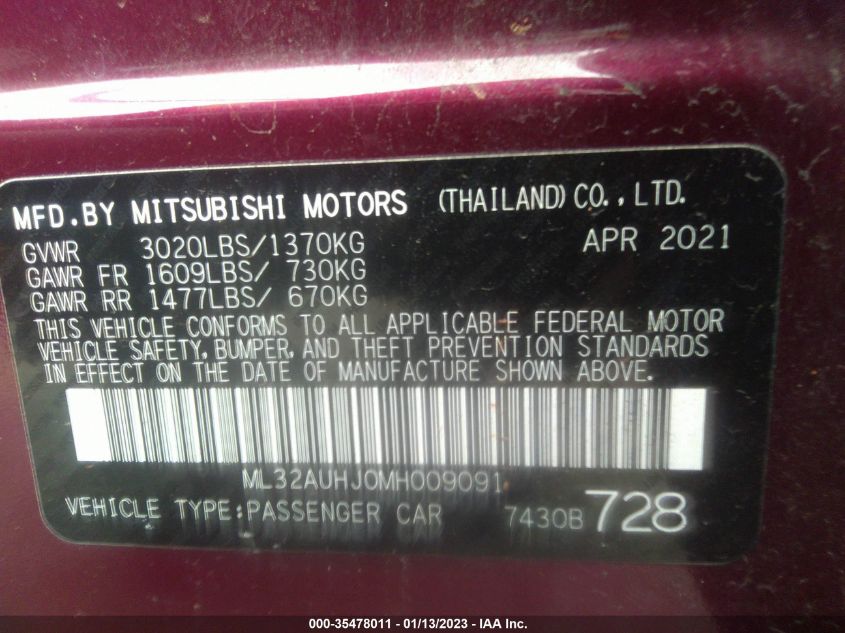 MFD.BY MITSUBISHI MOTORS (THAILAND) CO., LTD.
GVWR 3020LBS/1370KG APR 2021
GAWR FR 1609LBS/ 730KG
GAWR RR 1477LBS/ 670KG
THIS VEHICLE CONFORMS TO ALL APPLICABLE FEDERAL MOTOR
VEHICLE SAFETY, BUMPER, AND THEFT PREVENTION STANDARDS
IN EFFECT ON THE DATE OF MANUFACTURE SHOWN ABOVE.
ML32AUHJ0MH009091
VEHICLE TYPE:PASSENGER CAR 7430B 728
000-35478011 - 01/13/2023 - IAA Inc.